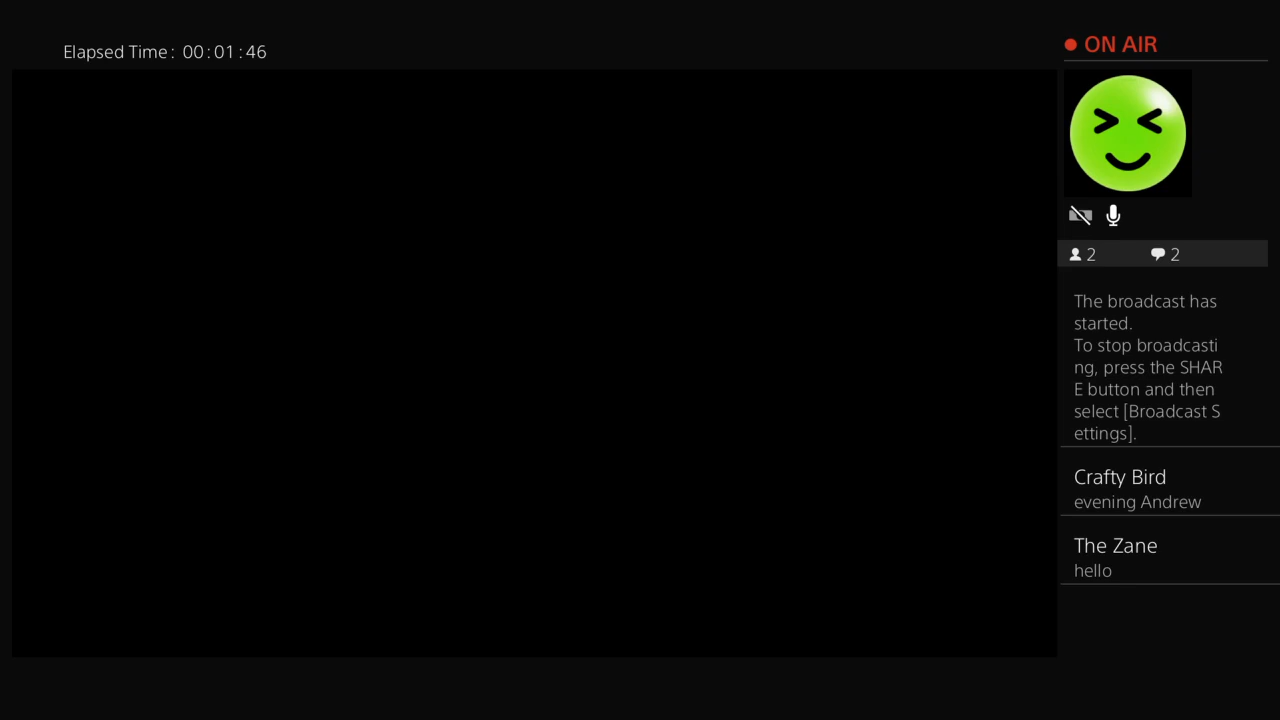 Elapsed Time: 00:01:46
ON AIR
2 2
The broadcast has
started.
To stop broadcasti
ng, press the SHAR
E button and then
select [Broadcast S
ettings].
Crafty Bird
evening Andrew
The Zane
hello